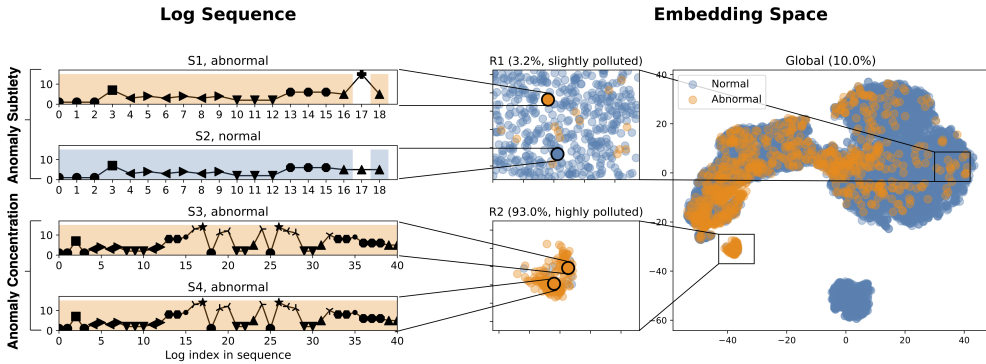 Log Sequence
Embedding Space
Anomaly Subtlety
S1, abnormal
10
0
0 1 2 3 4 5 6 7 8 9 10 11 12 13 14 15 16 17 18
S2, normal
10
0
0 1 2 3 4 5 6 7 8 9 10 11 12 13 14 15 16 17 18
Anomaly Concentration
S3, abnormal
10
0
0 5 10 15 20 25 30 35 40
S4, abnormal
10
0
0 5 10 15 20 25 30 35 40
Log index in sequence
R1 (3.2%, slightly polluted)
R2 (93.0%, highly polluted)
Global (10.0%)
Normal
Abnormal
40
20
0
−20
−40
−60
−40 −20 0 20 40